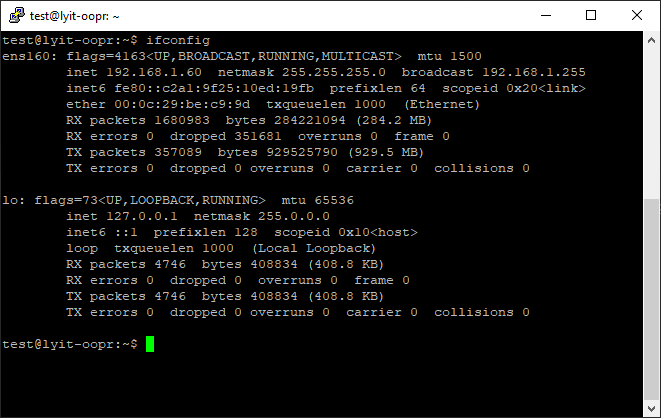 test@lyit-oopr: ~
test@lyit-oopr:~$ ifconfig
ens160: flags=4163<UP,BROADCAST,RUNNING,MULTICAST>  mtu 1500
        inet 192.168.1.60  netmask 255.255.255.0  broadcast 192.168.1.255
        inet6 fe80::c2a1:9f25:10ed:19fb  prefixlen 64  scopeid 0x20<link>
        ether 00:0c:29:be:c9:9d  txqueuelen 1000  (Ethernet)
        RX packets 1680983  bytes 284221094 (284.2 MB)
        RX errors 0  dropped 351681  overruns 0  frame 0
        TX packets 357089  bytes 929525790 (929.5 MB)
        TX errors 0  dropped 0 overruns 0  carrier 0  collisions 0

lo: flags=73<UP,LOOPBACK,RUNNING>  mtu 65536
        inet 127.0.0.1  netmask 255.0.0.0
        inet6 ::1  prefixlen 128  scopeid 0x10<host>
        loop  txqueuelen 1000  (Local Loopback)
        RX packets 4746  bytes 408834 (408.8 KB)
        RX errors 0  dropped 0  overruns 0  frame 0
        TX packets 4746  bytes 408834 (408.8 KB)
        TX errors 0  dropped 0 overruns 0  carrier 0  collisions 0

test@lyit-oopr:~$